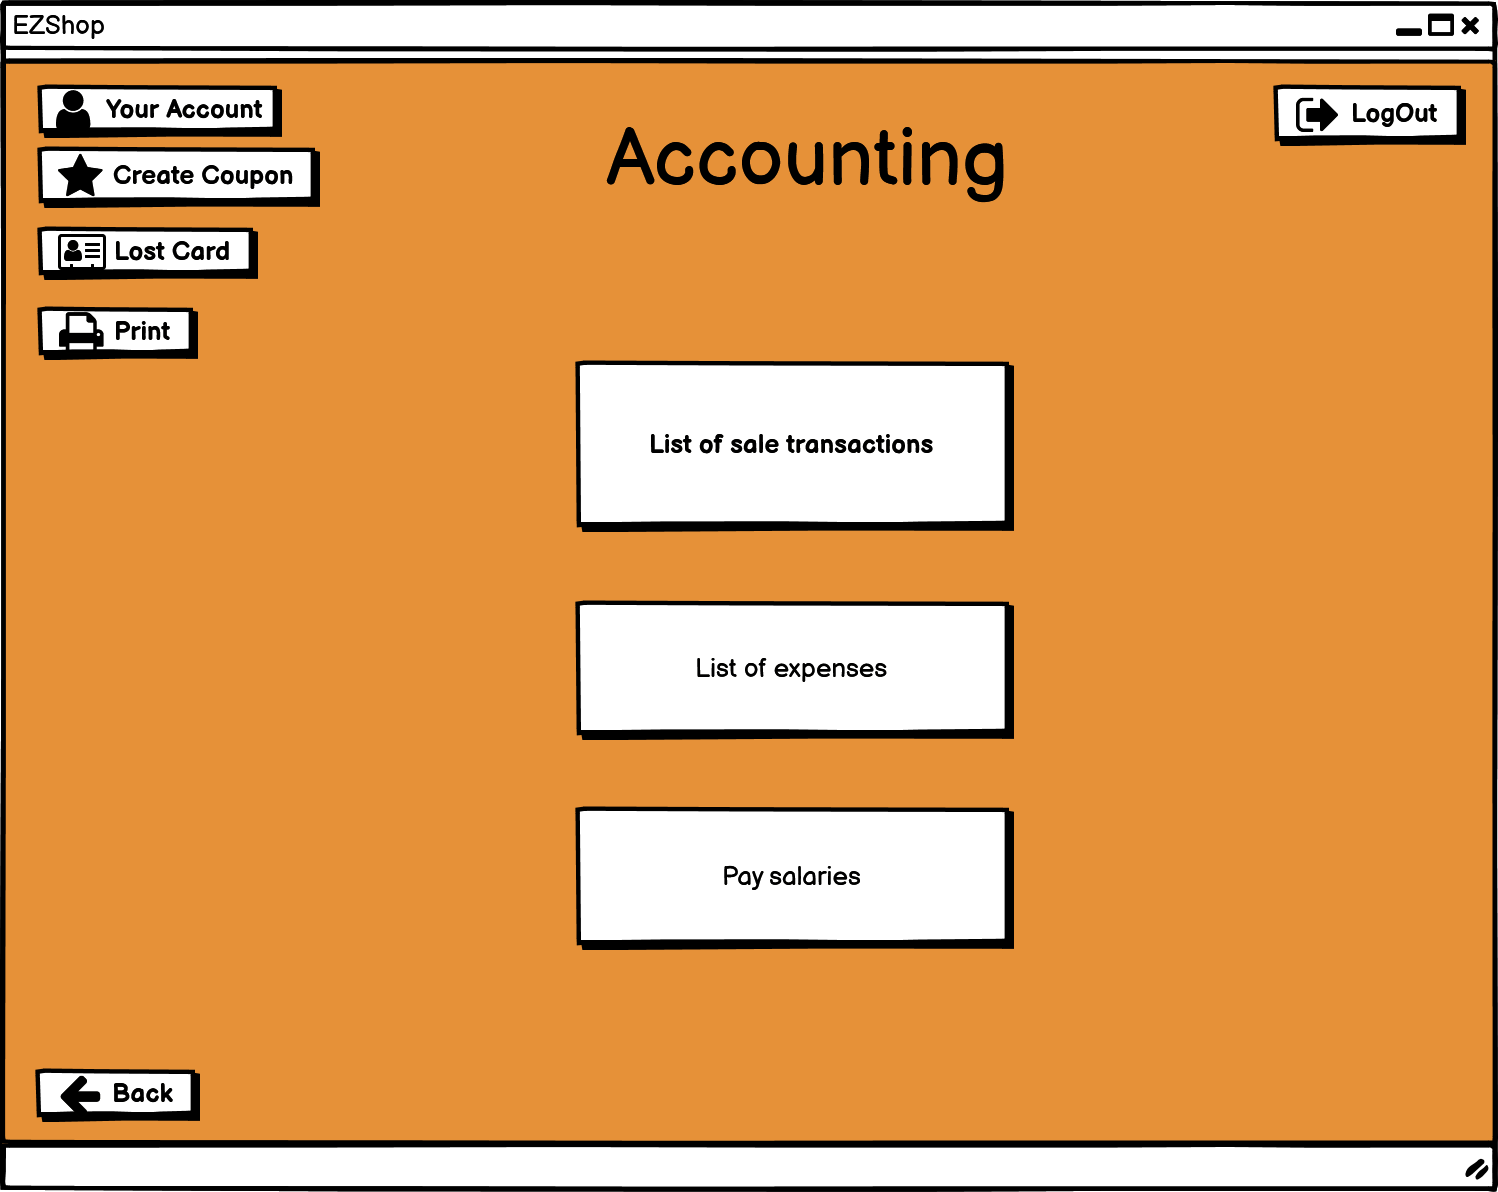 EZShop
Your Account
LogOut
Accounting
Create Coupon
Lost Card
Print
List of sale transactions
List of expenses
Pay salaries
Back